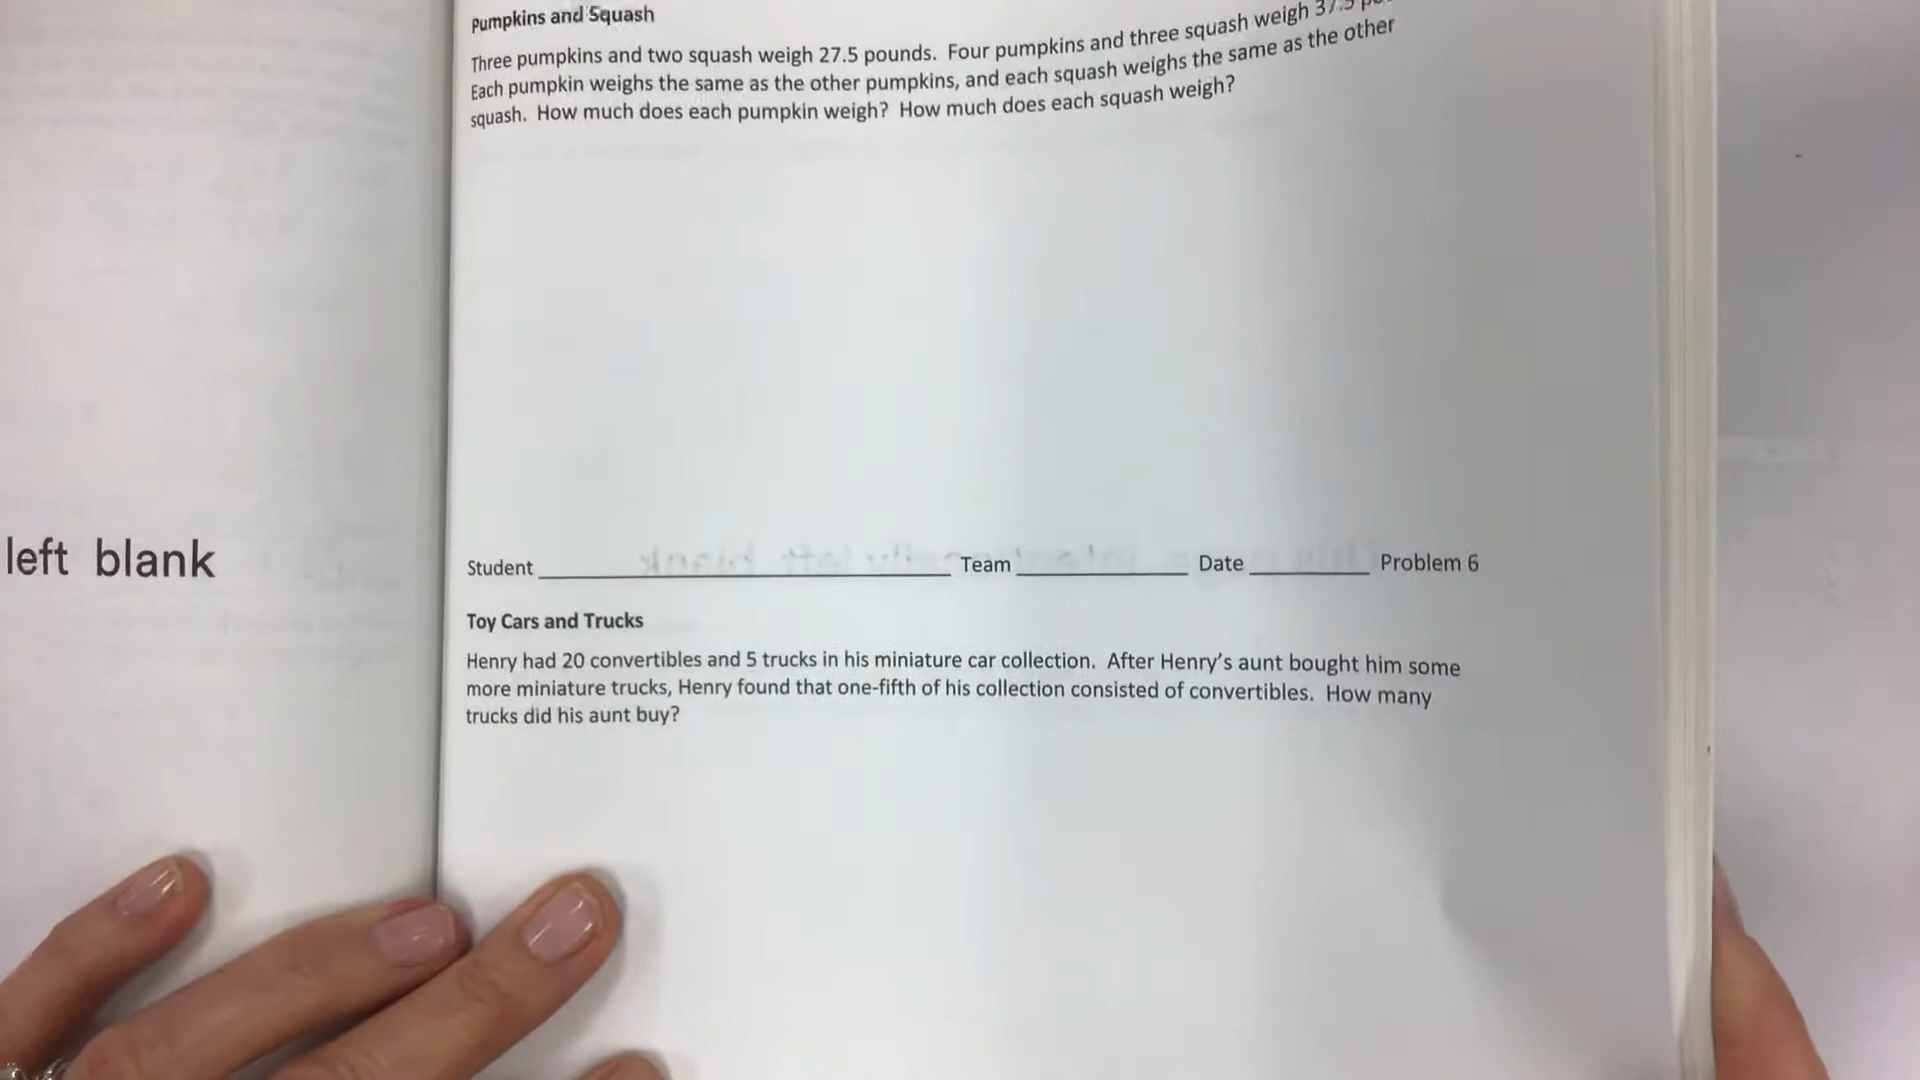 Pumpkins and Squash
Three pumpkins and two squash weigh 27.5 pounds. Four pumpkins and three squash weigh 37.5
Each pumpkin weighs the same as the other pumpkins, and each squash weighs the same as the other
squash. How much does each pumpkin weigh? How much does each squash weigh?
left blank
Student Team Date Problem 6
Toy Cars and Trucks
Henry had 20 convertibles and 5 trucks in his miniature car collection. After Henry's aunt bought him some
more miniature trucks, Henry found that one-fifth of his collection consisted of convertibles. How many
trucks did his aunt buy?